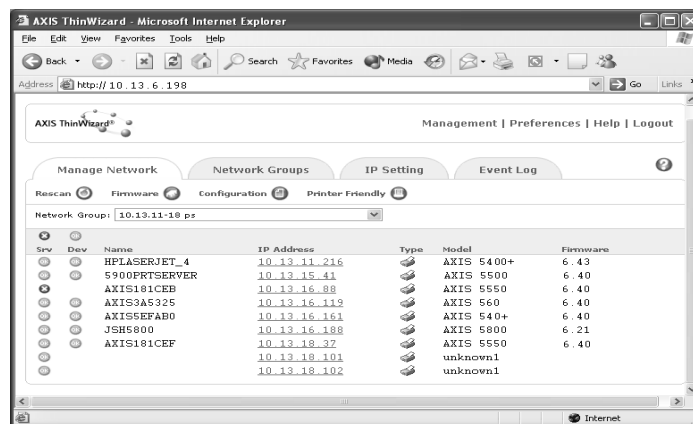 AXIS ThinWizard - Microsoft Internet Explorer
File Edit View Favorites Tools Help
Back Search Favorites Media
Address http://10.13.6.198 Go Links
AXIS ThinWizard® Management | Preferences | Help | Logout
Manage Network Network Groups IP Setting Event Log
Rescan Firmware Configuration Printer Friendly
Network Group: 10.13.11-18 ps
Srv Dev Name IP Address Type Model Firmware
HPLASERJET_4 10.13.11.216 AXIS 5400+ 6.43
5900PRTSERVER 10.13.15.41 AXIS 5500 6.40
AXIS181CEB 10.13.16.88 AXIS 5550 6.40
AXIS3A5325 10.13.16.119 AXIS 560 6.40
AXIS5EFAB0 10.13.16.161 AXIS 540+ 6.40
JSH5800 10.13.16.188 AXIS 5800 6.21
AXIS181CEF 10.13.18.37 AXIS 5550 6.40
10.13.18.101 unknown1
10.13.18.102 unknown1
Internet